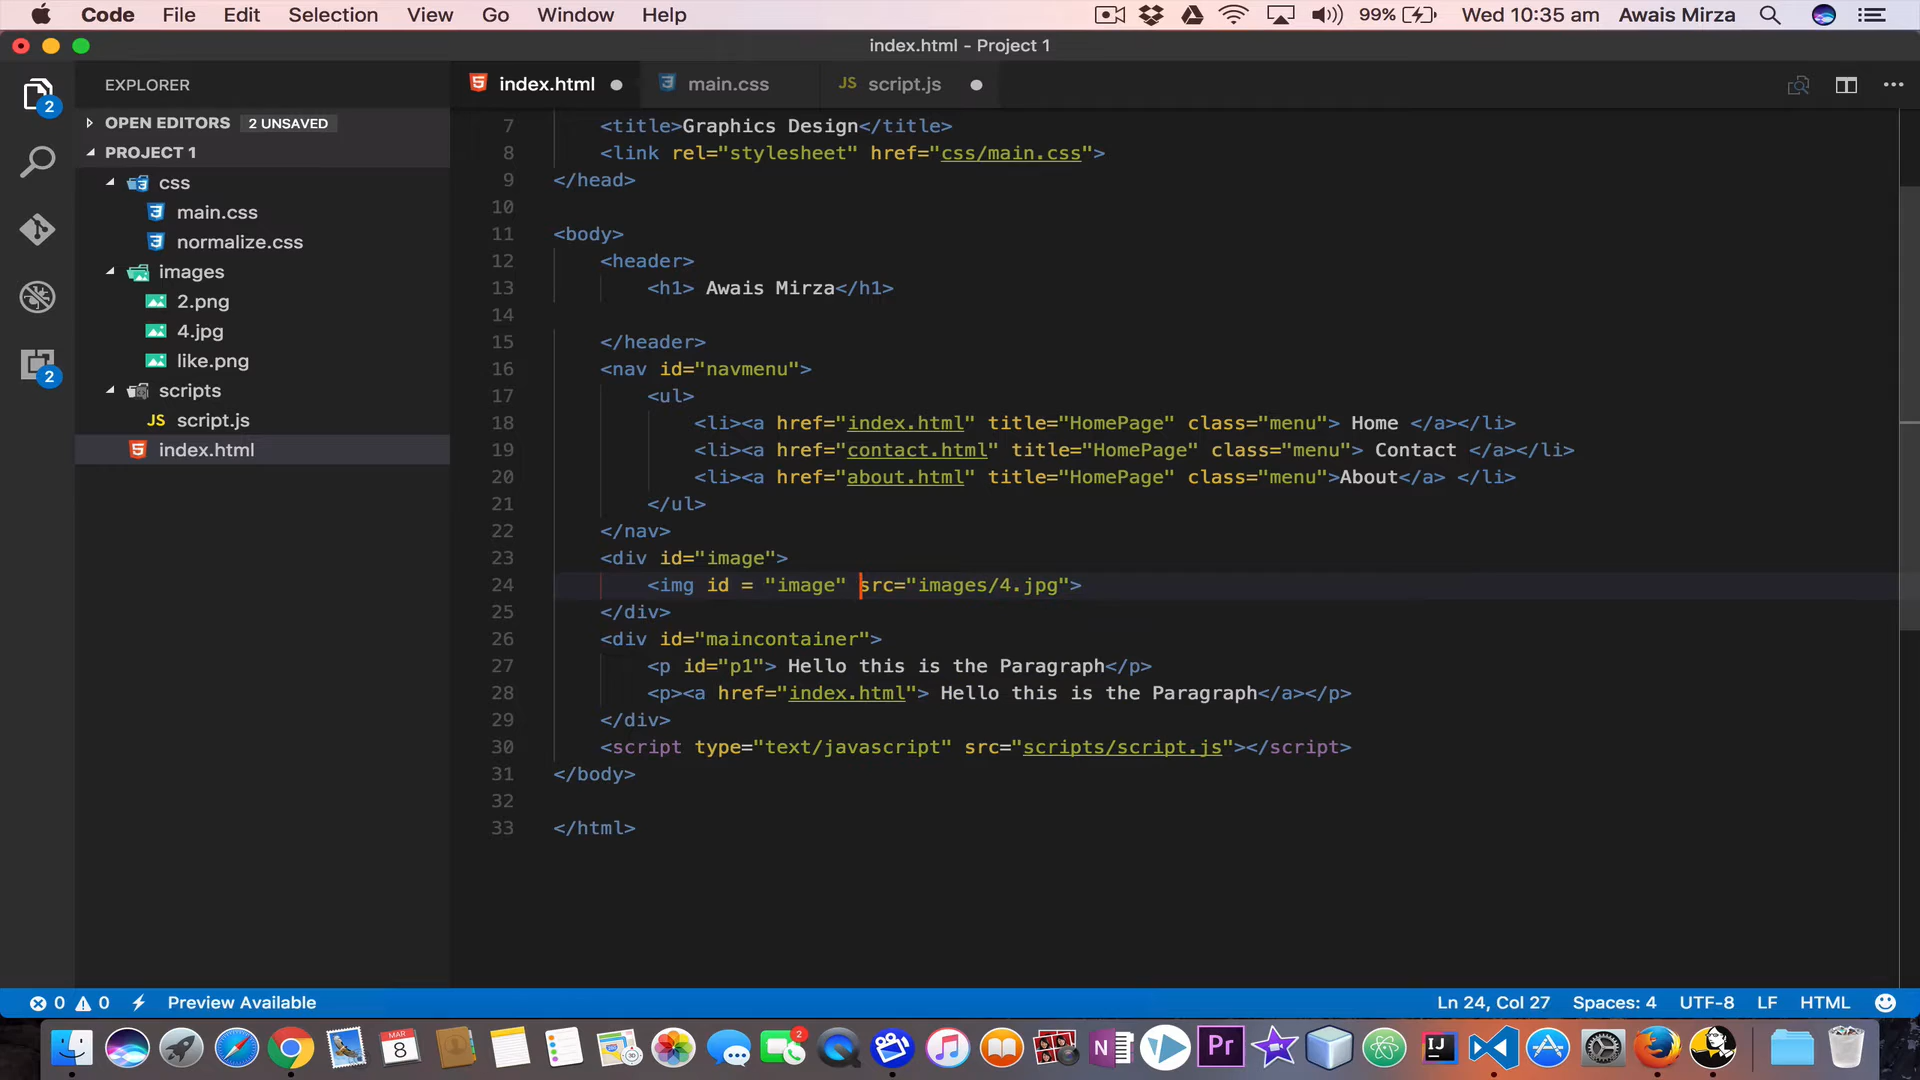 Code File Edit Selection View Go Window Help 99% Wed 10:35 am Awais Mirza
index.html - Project 1
EXPLORER
OPEN EDITORS 2 UNSAVED
PROJECT 1
css
main.css
normalize.css
images
2.png
4.jpg
like.png
scripts
JS script.js
index.html
2
2
index.html main.css JS script.js
7 <title>Graphics Design</title>
8 <link rel="stylesheet" href="css/main.css">
9 </head>
10
11 <body>
12 <header>
13 <h1> Awais Mirza</h1>
14
15 </header>
16 <nav id="navmenu">
17 <ul>
18 <li><a href="index.html" title="HomePage" class="menu"> Home </a></li>
19 <li><a href="contact.html" title="HomePage" class="menu"> Contact </a></li>
20 <li><a href="about.html" title="HomePage" class="menu">About</a> </li>
21 </ul>
22 </nav>
23 <div id="image">
24 <img id = "image" src="images/4.jpg">
25 </div>
26 <div id="maincontainer">
27 <p id="p1"> Hello this is the Paragraph</p>
28 <p><a href="index.html"> Hello this is the Paragraph</a></p>
29 </div>
30 <script type="text/javascript" src="scripts/script.js"></script>
31 </body>
32
33 </html>
0 0 Preview Available Ln 24, Col 27 Spaces: 4 UTF-8 LF HTML
MAR
8
2
N
Pr
IJ